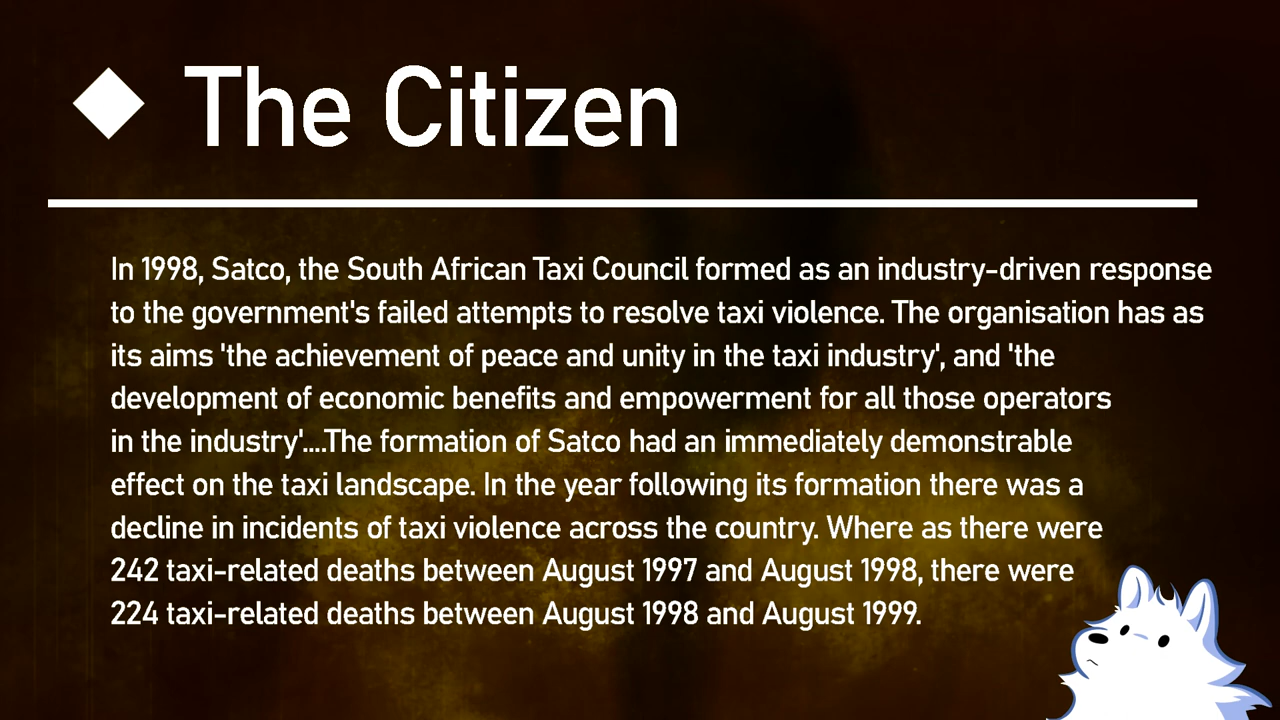 The Citizen
In 1998, Satco, the South African Taxi Council formed as an industry-driven response
to the government's failed attempts to resolve taxi violence. The organisation has as
its aims 'the achievement of peace and unity in the taxi industry', and 'the
development of economic benefits and empowerment for all those operators
in the industry'....The formation of Satco had an immediately demonstrable
effect on the taxi landscape. In the year following its formation there was a
decline in incidents of taxi violence across the country. Where as there were
242 taxi-related deaths between August 1997 and August 1998, there were
224 taxi-related deaths between August 1998 and August 1999.